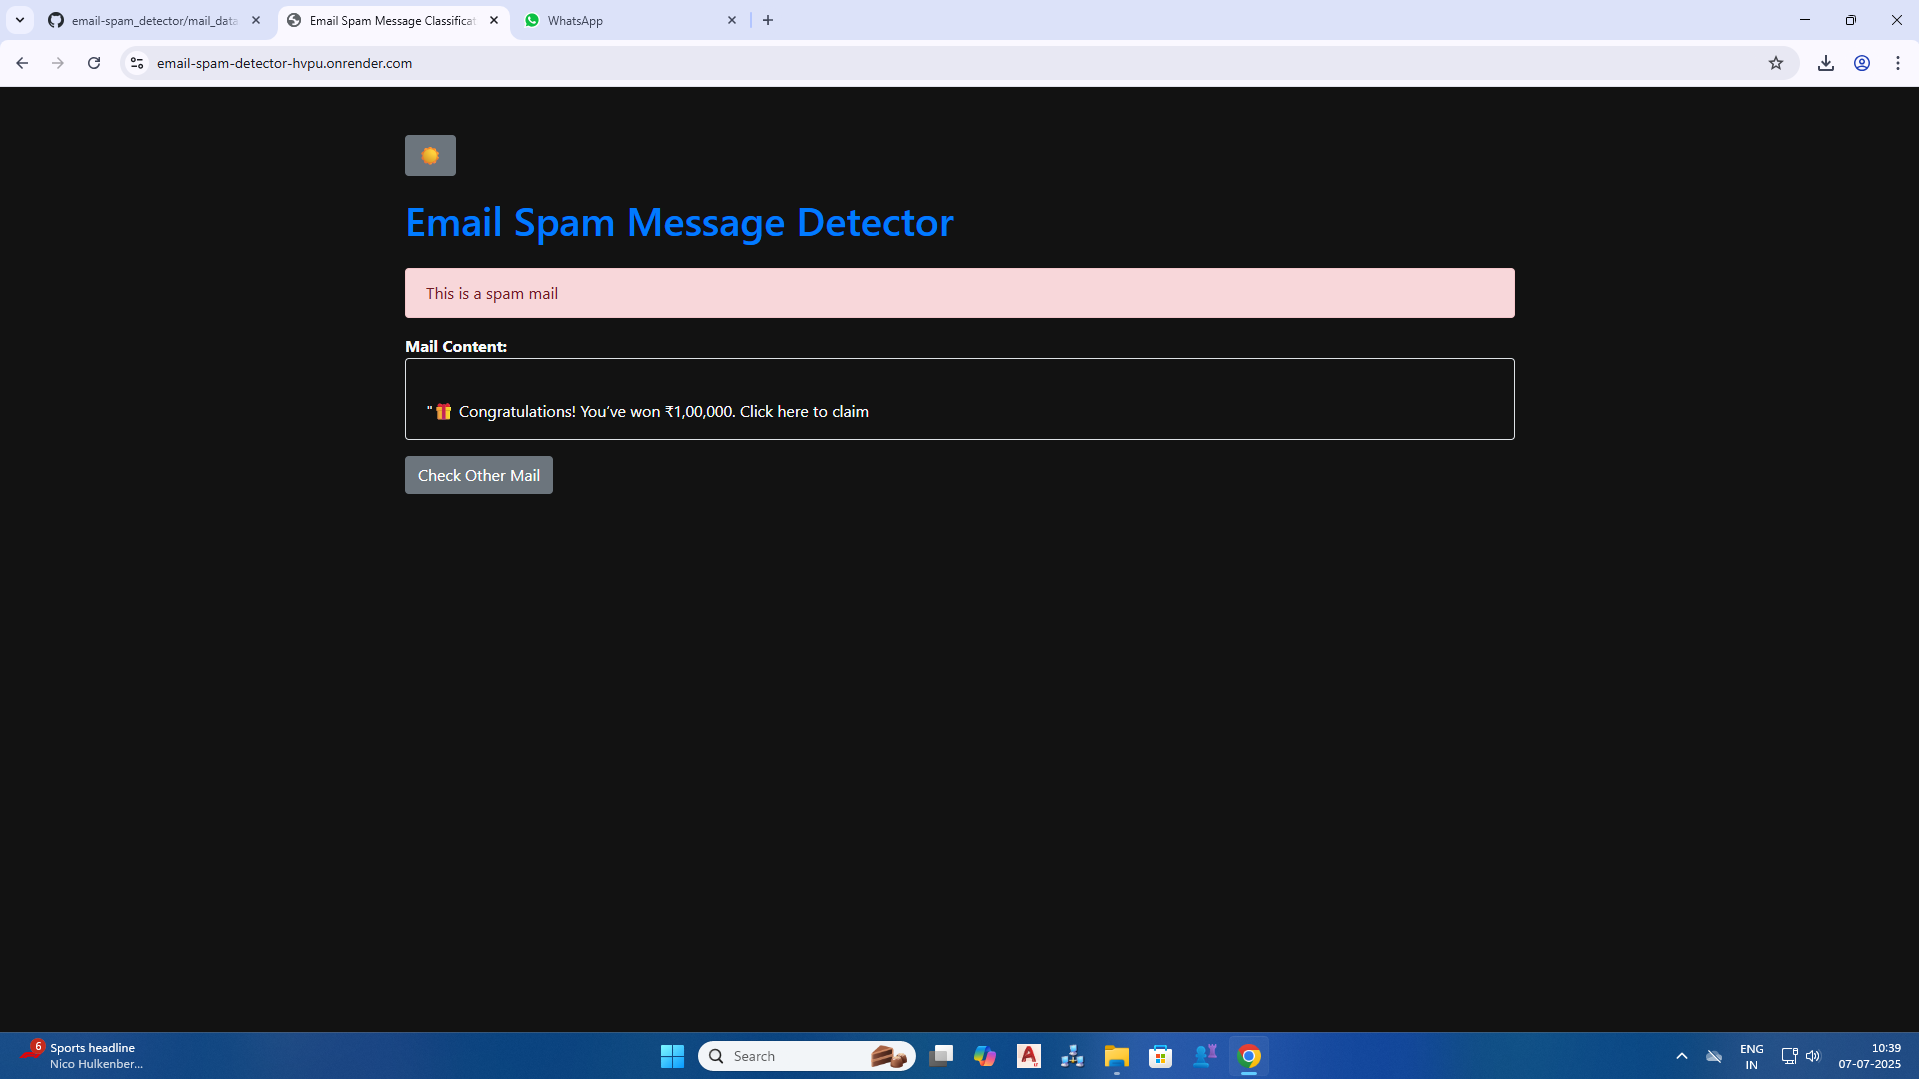 email-spam_detector/mail_data
Email Spam Message Classificat
WhatsApp
email-spam-detector-hvpu.onrender.com
Email Spam Message Detector
This is a spam mail
Mail Content:
"🎁 Congratulations! You’ve won ₹1,00,000. Click here to claim
Check Other Mail
6
Sports headline
Nico Hulkenber...
Search
A
ENG
IN
10:39
07-07-2025